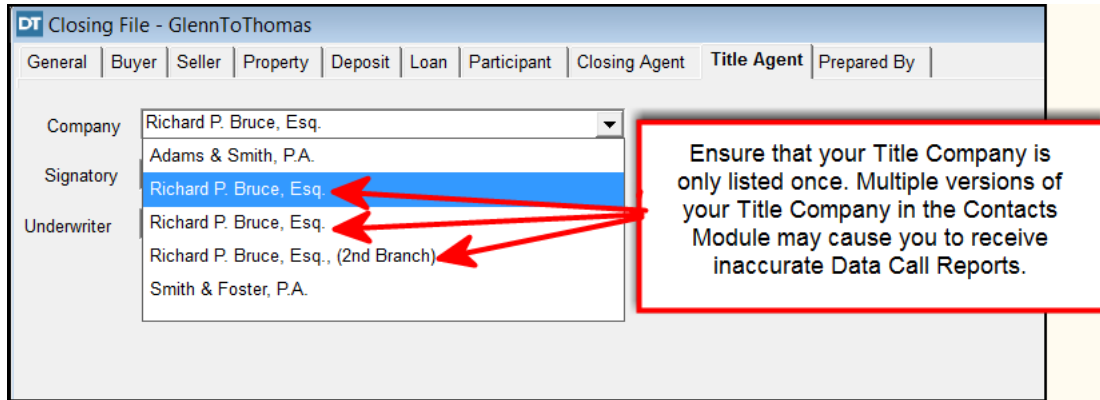 DT Closing File - GlennToThomas
General Buyer Seller Property Deposit Loan Participant Closing Agent Title Agent Prepared By
Company Richard P. Bruce, Esq.
Adams & Smith, P.A.
Signatory
Richard P. Bruce, Esq.
Underwriter
Richard P. Bruce, Esq.
Richard P. Bruce, Esq., (2nd Branch)
Smith & Foster, P.A.
Ensure that your Title Company is
only listed once. Multiple versions of
your Title Company in the Contacts
Module may cause you to receive
inaccurate Data Call Reports.